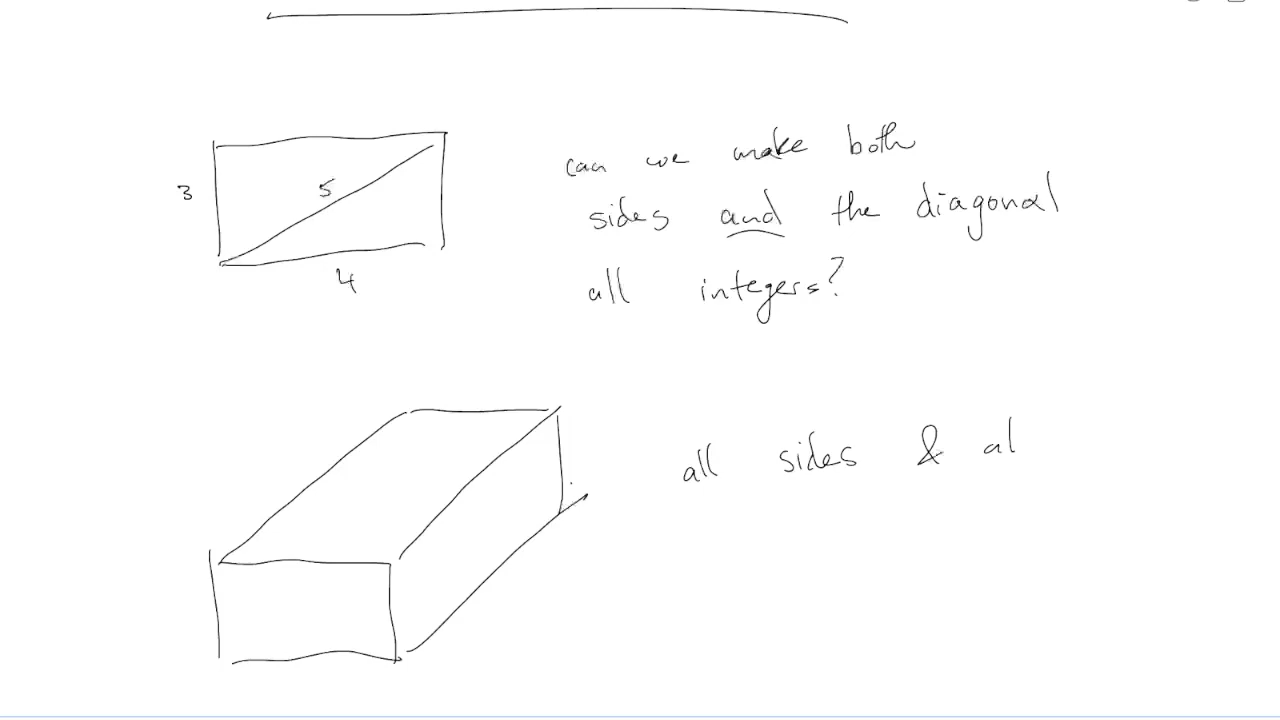 can we make both
3
5
sides and the diagonal
4
all integers?
all sides & al